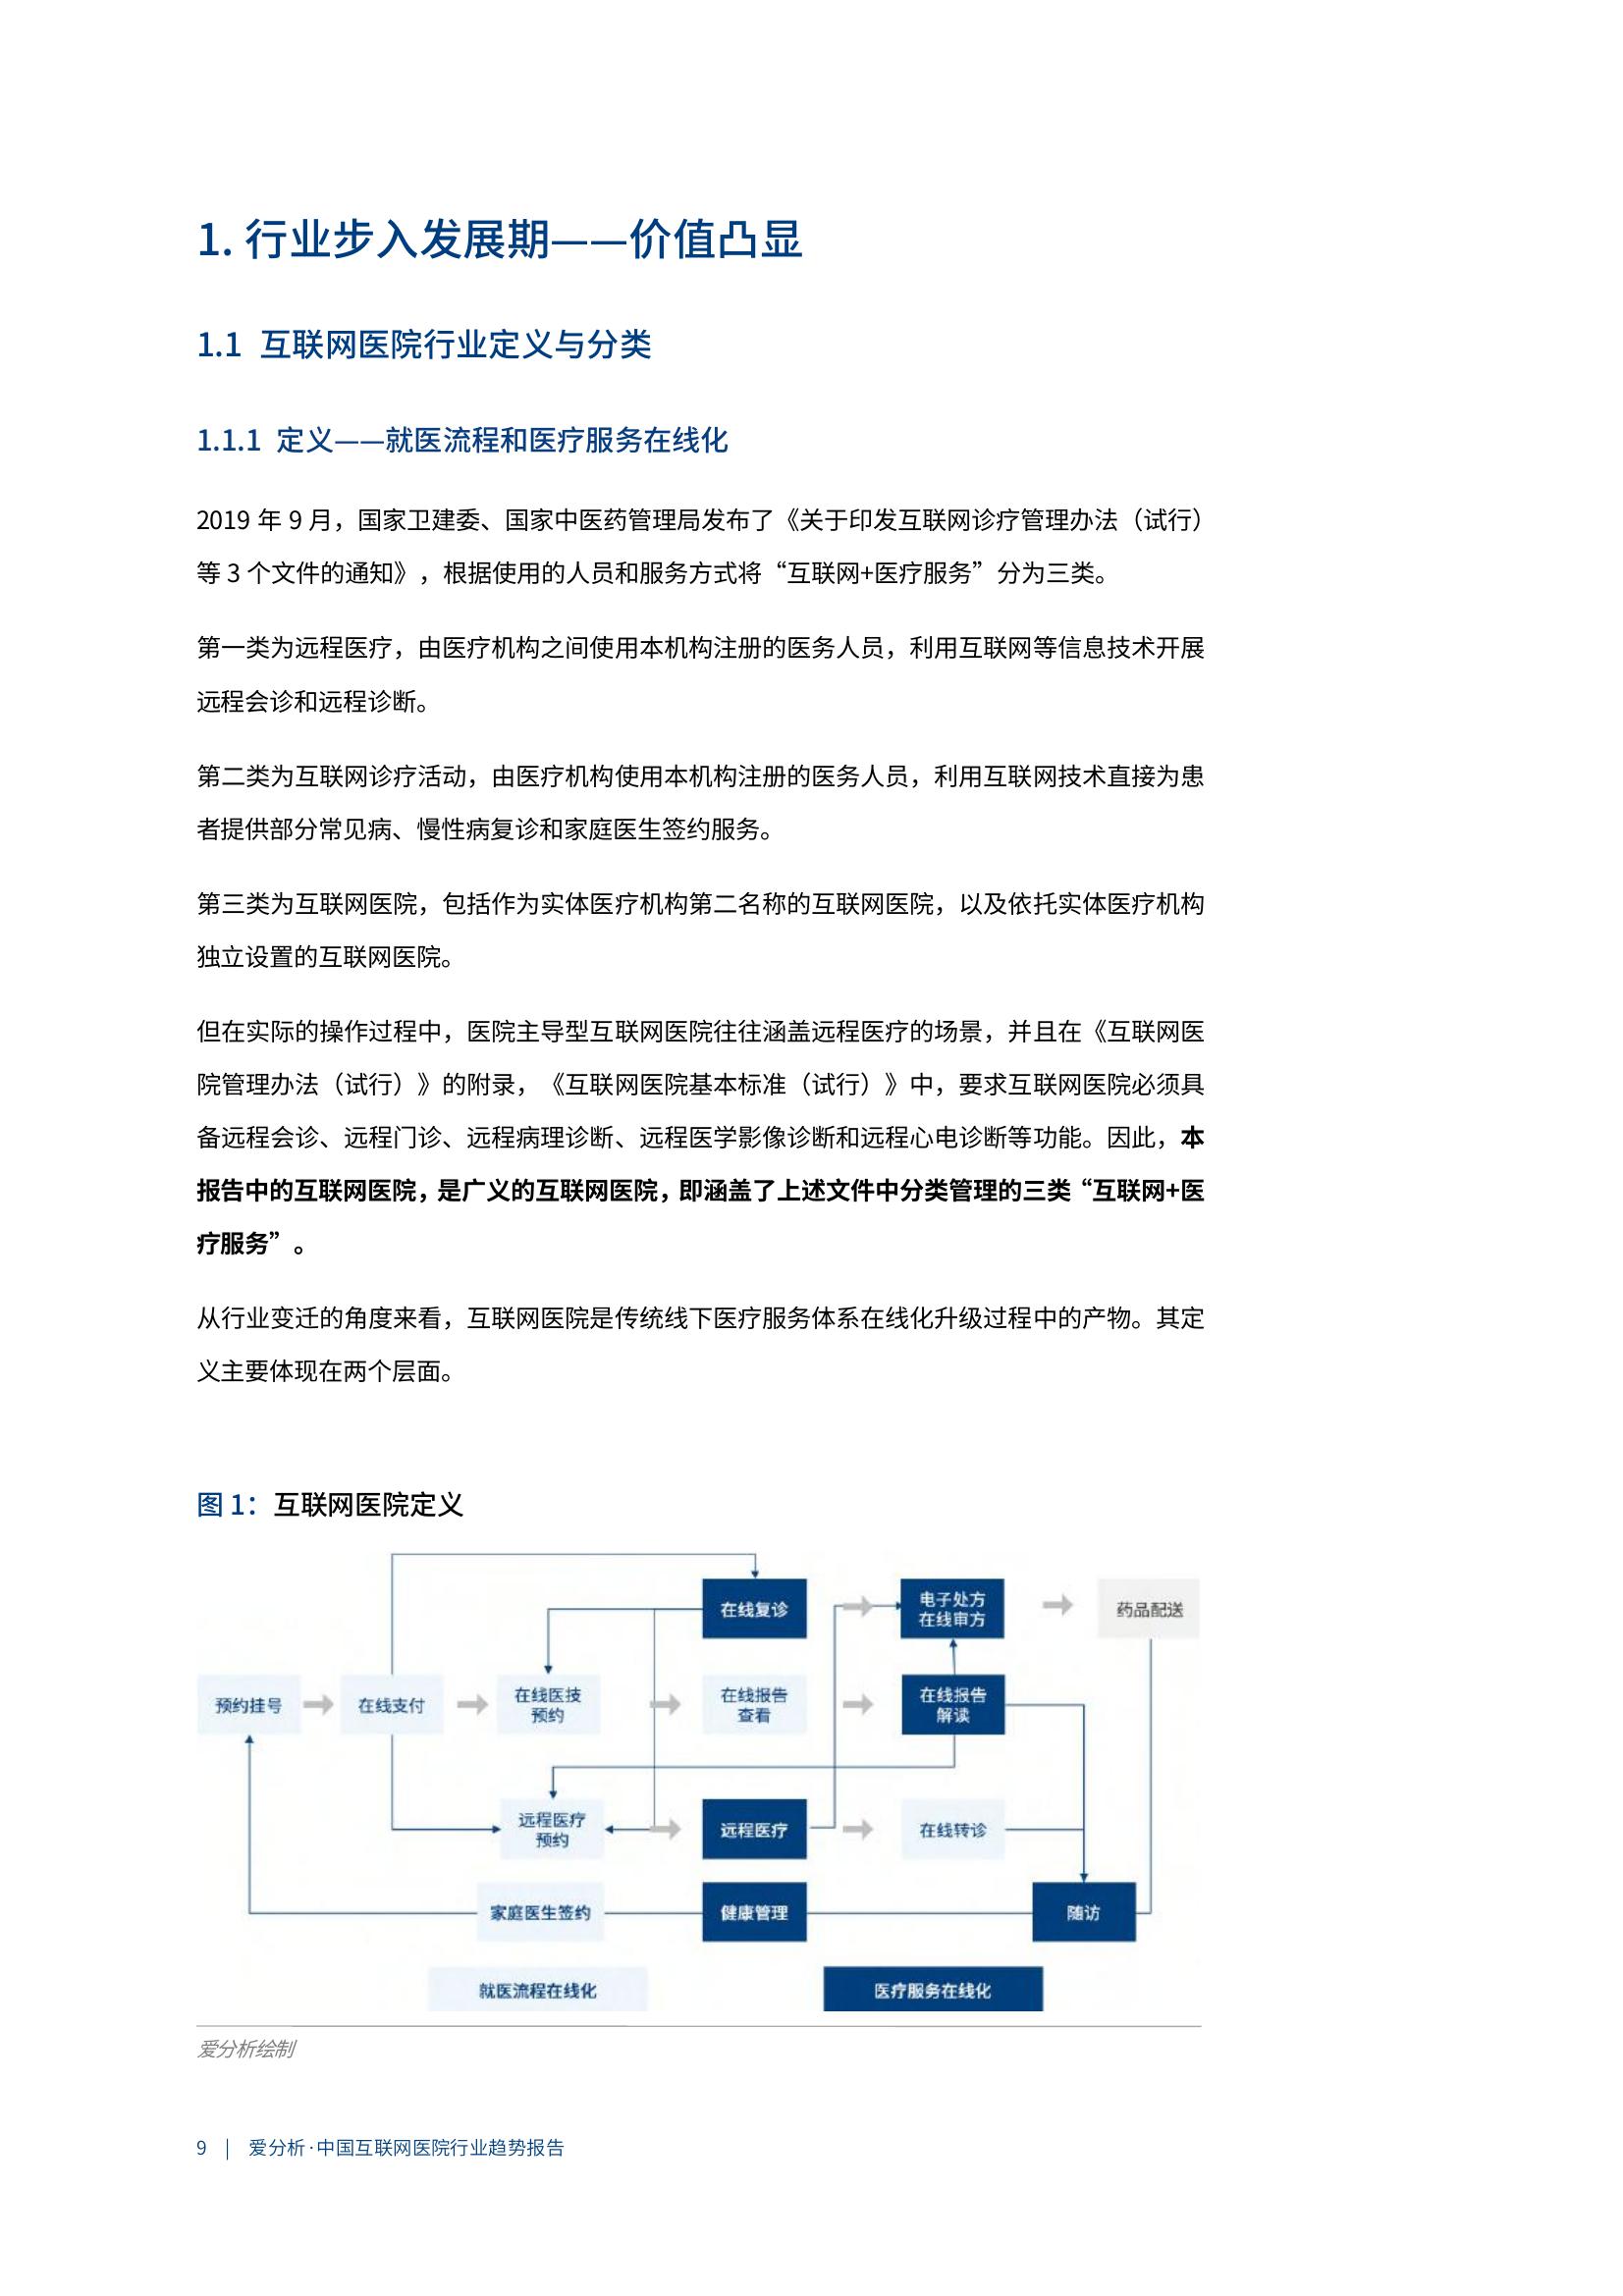 1. 行业步入发展期——价值凸显
1.1 互联网医院行业定义与分类
1.1.1 定义——就医流程和医疗服务在线化
2019 年 9 月，国家卫建委、国家中医药管理局发布了《关于印发互联网诊疗管理办法（试行）
等 3 个文件的通知》，根据使用的人员和服务方式将“互联网+医疗服务”分为三类。
第一类为远程医疗，由医疗机构之间使用本机构注册的医务人员，利用互联网等信息技术开展
远程会诊和远程诊断。
第二类为互联网诊疗活动，由医疗机构使用本机构注册的医务人员，利用互联网技术直接为患
者提供部分常见病、慢性病复诊和家庭医生签约服务。
第三类为互联网医院，包括作为实体医疗机构第二名称的互联网医院，以及依托实体医疗机构
独立设置的互联网医院。
但在实际的操作过程中，医院主导型互联网医院往往涵盖远程医疗的场景，并且在《互联网医
院管理办法（试行）》的附录，《互联网医院基本标准（试行）》中，要求互联网医院必须具
备远程会诊、远程门诊、远程病理诊断、远程医学影像诊断和远程心电诊断等功能。因此，本
报告中的互联网医院，是广义的互联网医院，即涵盖了上述文件中分类管理的三类“互联网+医
疗服务”。
从行业变迁的角度来看，互联网医院是传统线下医疗服务体系在线化升级过程中的产物。其定
义主要体现在两个层面。
图 1：互联网医院定义
在线复诊
电子处方
在线审方
药品配送
预约挂号
在线支付
在线医技
预约
在线报告
查看
在线报告
解读
远程医疗
预约
远程医疗
在线转诊
家庭医生签约
健康管理
随访
就医流程在线化
医疗服务在线化
爱分析绘制
9 | 爱分析·中国互联网医院行业趋势报告